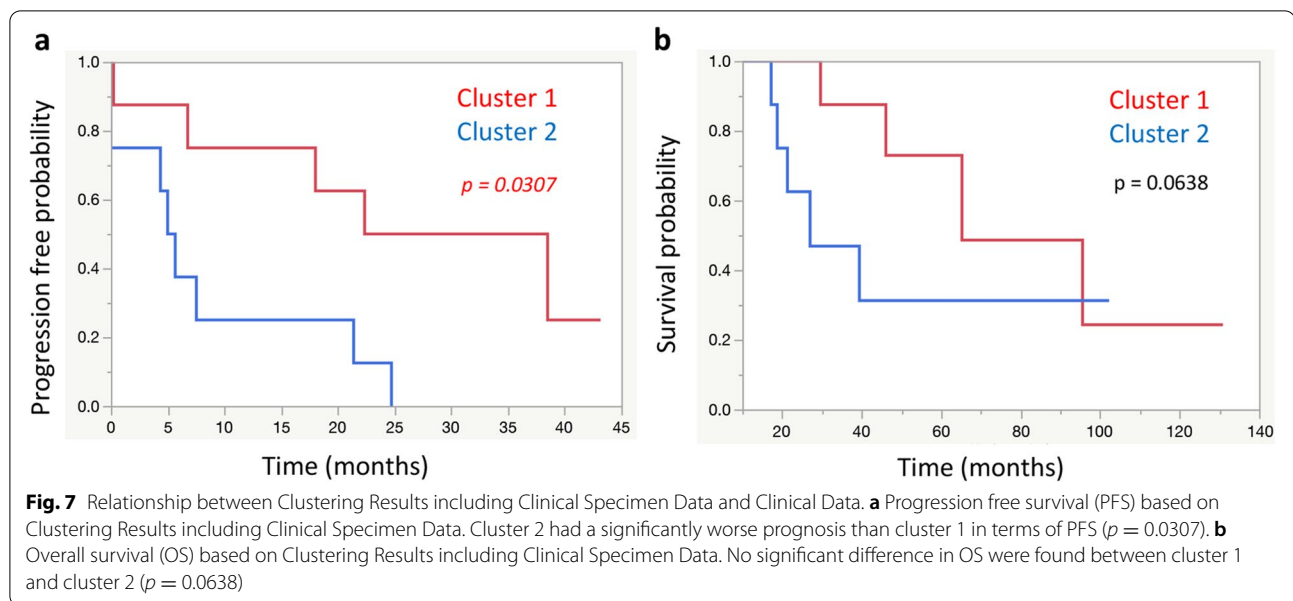 a
1.0
0.8
0.6
0.4
0.2
0.0
Progression free probability
Cluster 1
Cluster 2
p = 0.0307
0 5 10 15 20 25 30 35 40 45
Time (months)
b
1.0
0.8
0.6
0.4
0.2
0.0
Survival probability
Cluster 1
Cluster 2
p = 0.0638
20 40 60 80 100 120 140
Time (months)
Fig. 7 Relationship between Clustering Results including Clinical Specimen Data and Clinical Data. a Progression free survival (PFS) based on
Clustering Results including Clinical Specimen Data. Cluster 2 had a significantly worse prognosis than cluster 1 in terms of PFS (p = 0.0307). b
Overall survival (OS) based on Clustering Results including Clinical Specimen Data. No significant difference in OS were found between cluster 1
and cluster 2 (p = 0.0638)